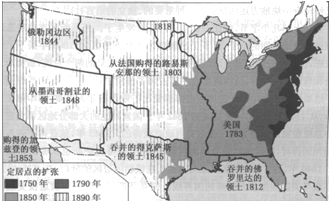 俄勒冈边区
1844
1818
从法国购得的路易斯
安那的领土 1803
从墨西哥割让的
领土 1848
美国
1783
购得的加
兹登的领
土1853
吞并的得克萨斯
的领土 1845
吞并的佛
罗里达的
领土 1812
定居点的扩张
1750 年
1790 年
1850 年
1890 年